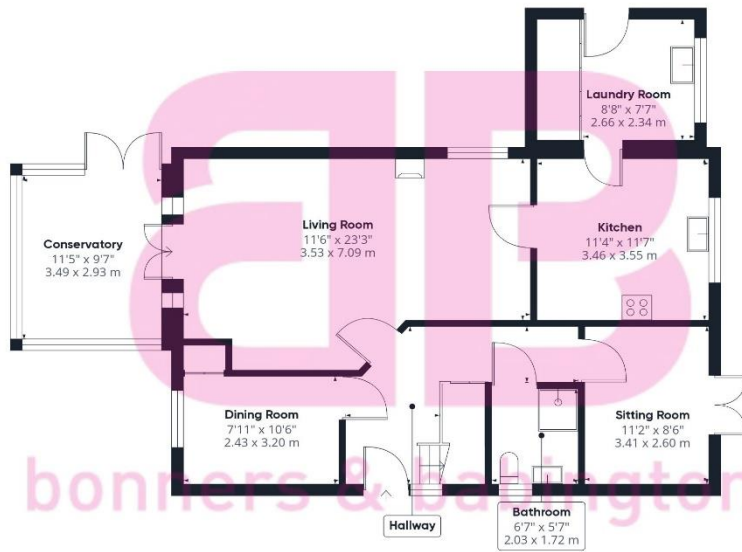 Laundry Room
8'8" x 7'7"
2.66 x 2.34 m
Living Room
11'6" x 23'3"
3.53 x 7.09 m
Kitchen
11'4" x 11'7"
3.46 x 3.55 m
Conservatory
11'5" x 9'7"
3.49 x 2.93 m
Dining Room
7'11" x 10'6"
2.43 x 3.20 m
Sitting Room
11'2" x 8'6"
3.41 x 2.60 m
bonners & babington
Hallway
Bathroom
6'7" x 5'7"
2.03 x 1.72 m